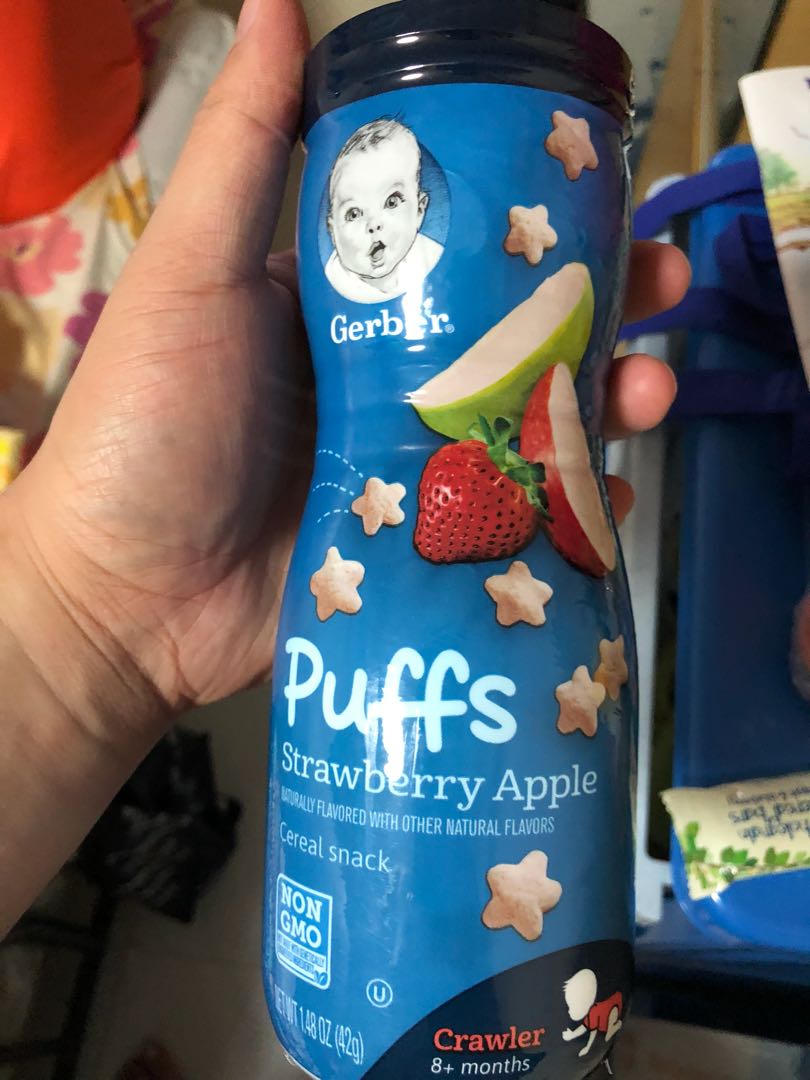 Gerber®
Puffs
Strawberry Apple
NATURALLY FLAVORED WITH OTHER NATURAL FLAVORS
Cereal snack
NON
GMO
U
NET WT 1.48 OZ (42g)
Crawler
8+ months